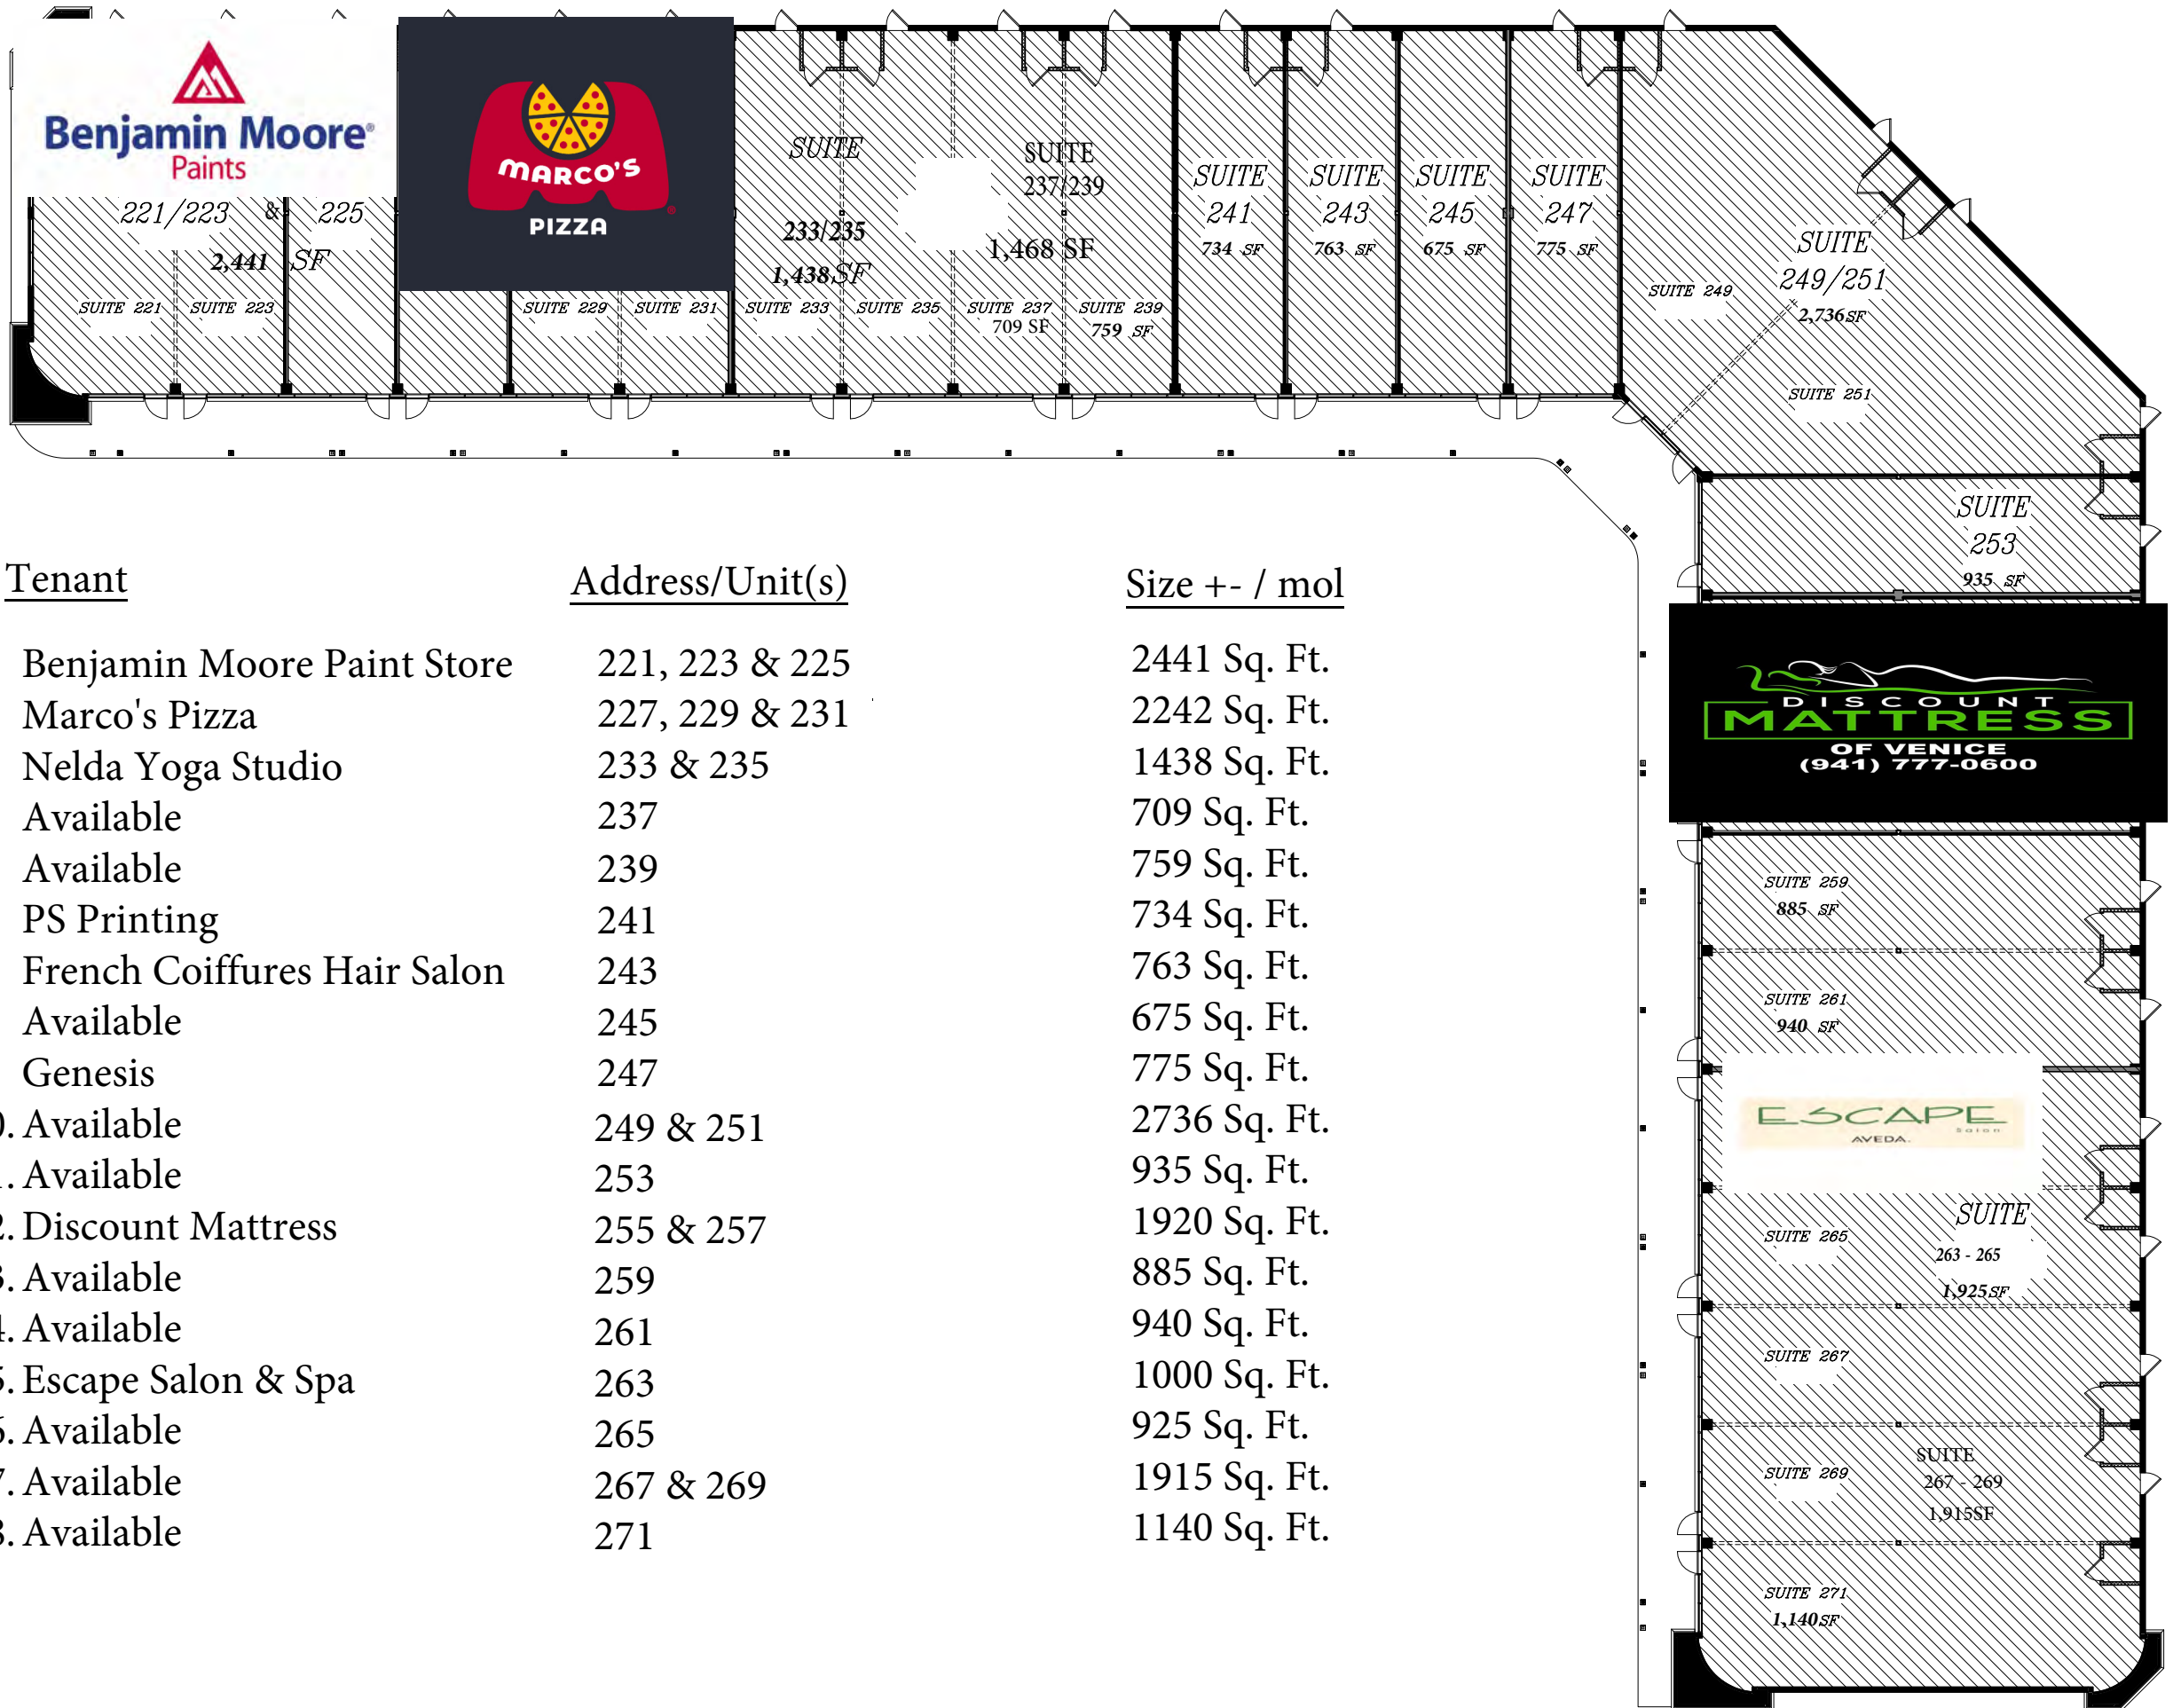 Benjamin Moore®
Paints
221/223 & 225
2,441 SF
SUITE 221
SUITE 223
MARCO'S
PIZZA
SUITE 229
SUITE 231
SUITE
233/235
1,438 SF
SUITE 233
SUITE 235
SUITE
237/239
1,468 SF
SUITE 237
709 SF
SUITE 239
759 SF
SUITE
241
734 SF
SUITE
243
763 SF
SUITE
245
675 SF
SUITE
247
775 SF
SUITE 249
SUITE
249/251
2,736SF
SUITE 251
SUITE
253
935 SF
DISCOUNT
MATTRESS
OF VENICE
(941) 777-0600
SUITE 259
885 SF
SUITE 261
940 SF
ESCAPE
Salon
AVEDA.
SUITE 265
SUITE
263 - 265
1,925SF
SUITE 267
SUITE 269
SUITE
267 - 269
1,915SF
SUITE 271
1,140SF
Tenant Address/Unit(s) Size +- / mol
Benjamin Moore Paint Store 221, 223 & 225 2441 Sq. Ft.
Marco's Pizza 227, 229 & 231 2242 Sq. Ft.
Nelda Yoga Studio 233 & 235 1438 Sq. Ft.
Available 237 709 Sq. Ft.
Available 239 759 Sq. Ft.
PS Printing 241 734 Sq. Ft.
French Coiffures Hair Salon 243 763 Sq. Ft.
Available 245 675 Sq. Ft.
Genesis 247 775 Sq. Ft.
0. Available 249 & 251 2736 Sq. Ft.
1. Available 253 935 Sq. Ft.
2. Discount Mattress 255 & 257 1920 Sq. Ft.
3. Available 259 885 Sq. Ft.
4. Available 261 940 Sq. Ft.
5. Escape Salon & Spa 263 1000 Sq. Ft.
6. Available 265 925 Sq. Ft.
7. Available 267 & 269 1915 Sq. Ft.
8. Available 271 1140 Sq. Ft.